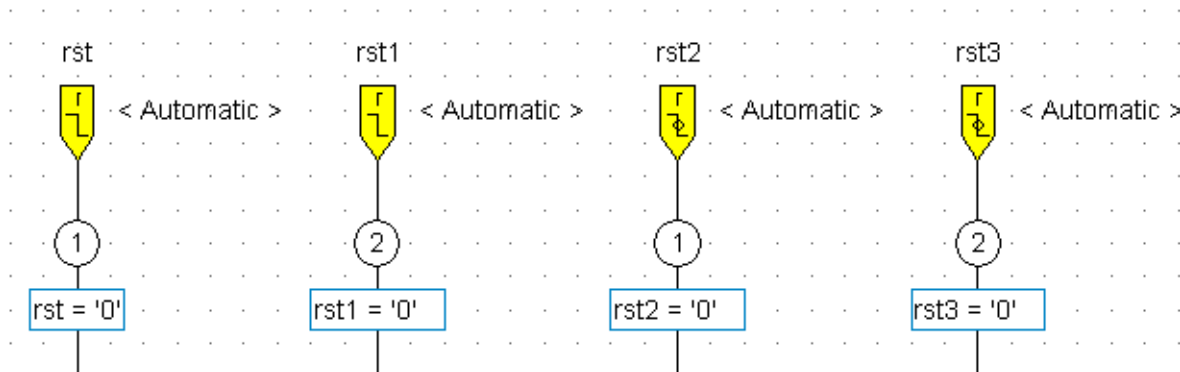 rst rst1 rst2 rst3
r < Automatic > r < Automatic > r < Automatic > r < Automatic >
1 2 1 2
rst = '0' rst1 = '0' rst2 = '0' rst3 = '0'